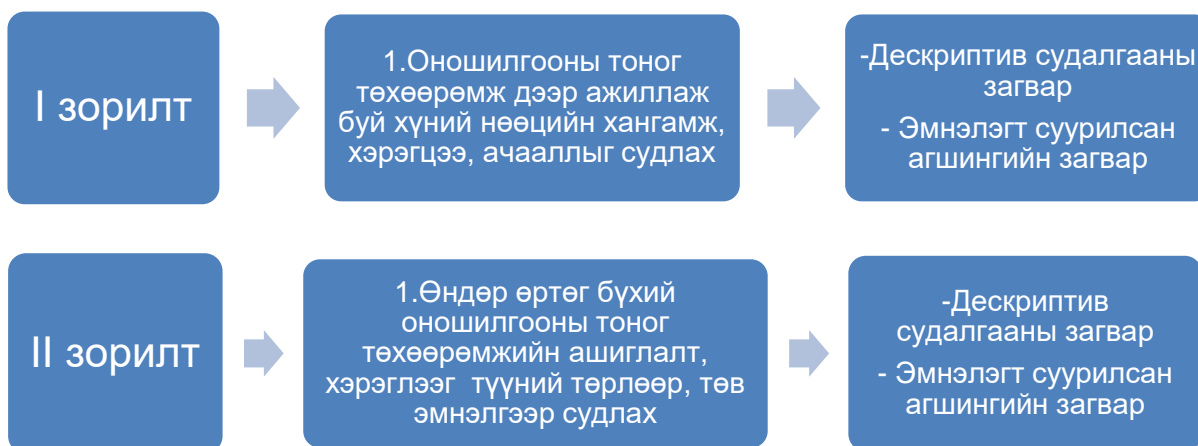 I зорилт
1.Оношилгооны тоног
төхөөрөмж дээр ажиллаж
буй хүний нөөцийн хангамж,
хэрэгцээ, ачааллыг судлах
-Дескриптив судалгааны
загвар
- Эмнэлэгт суурилсан
агшингийн загвар
II зорилт
1.Өндөр өртөг бүхий
оношилгооны тоног
төхөөрөмжийн ашиглалт,
хэрэглээг түүний төрлөөр, төв
эмнэлгээр судлах
-Дескриптив
судалгааны загвар
- Эмнэлэгт суурилсан
агшингийн загвар